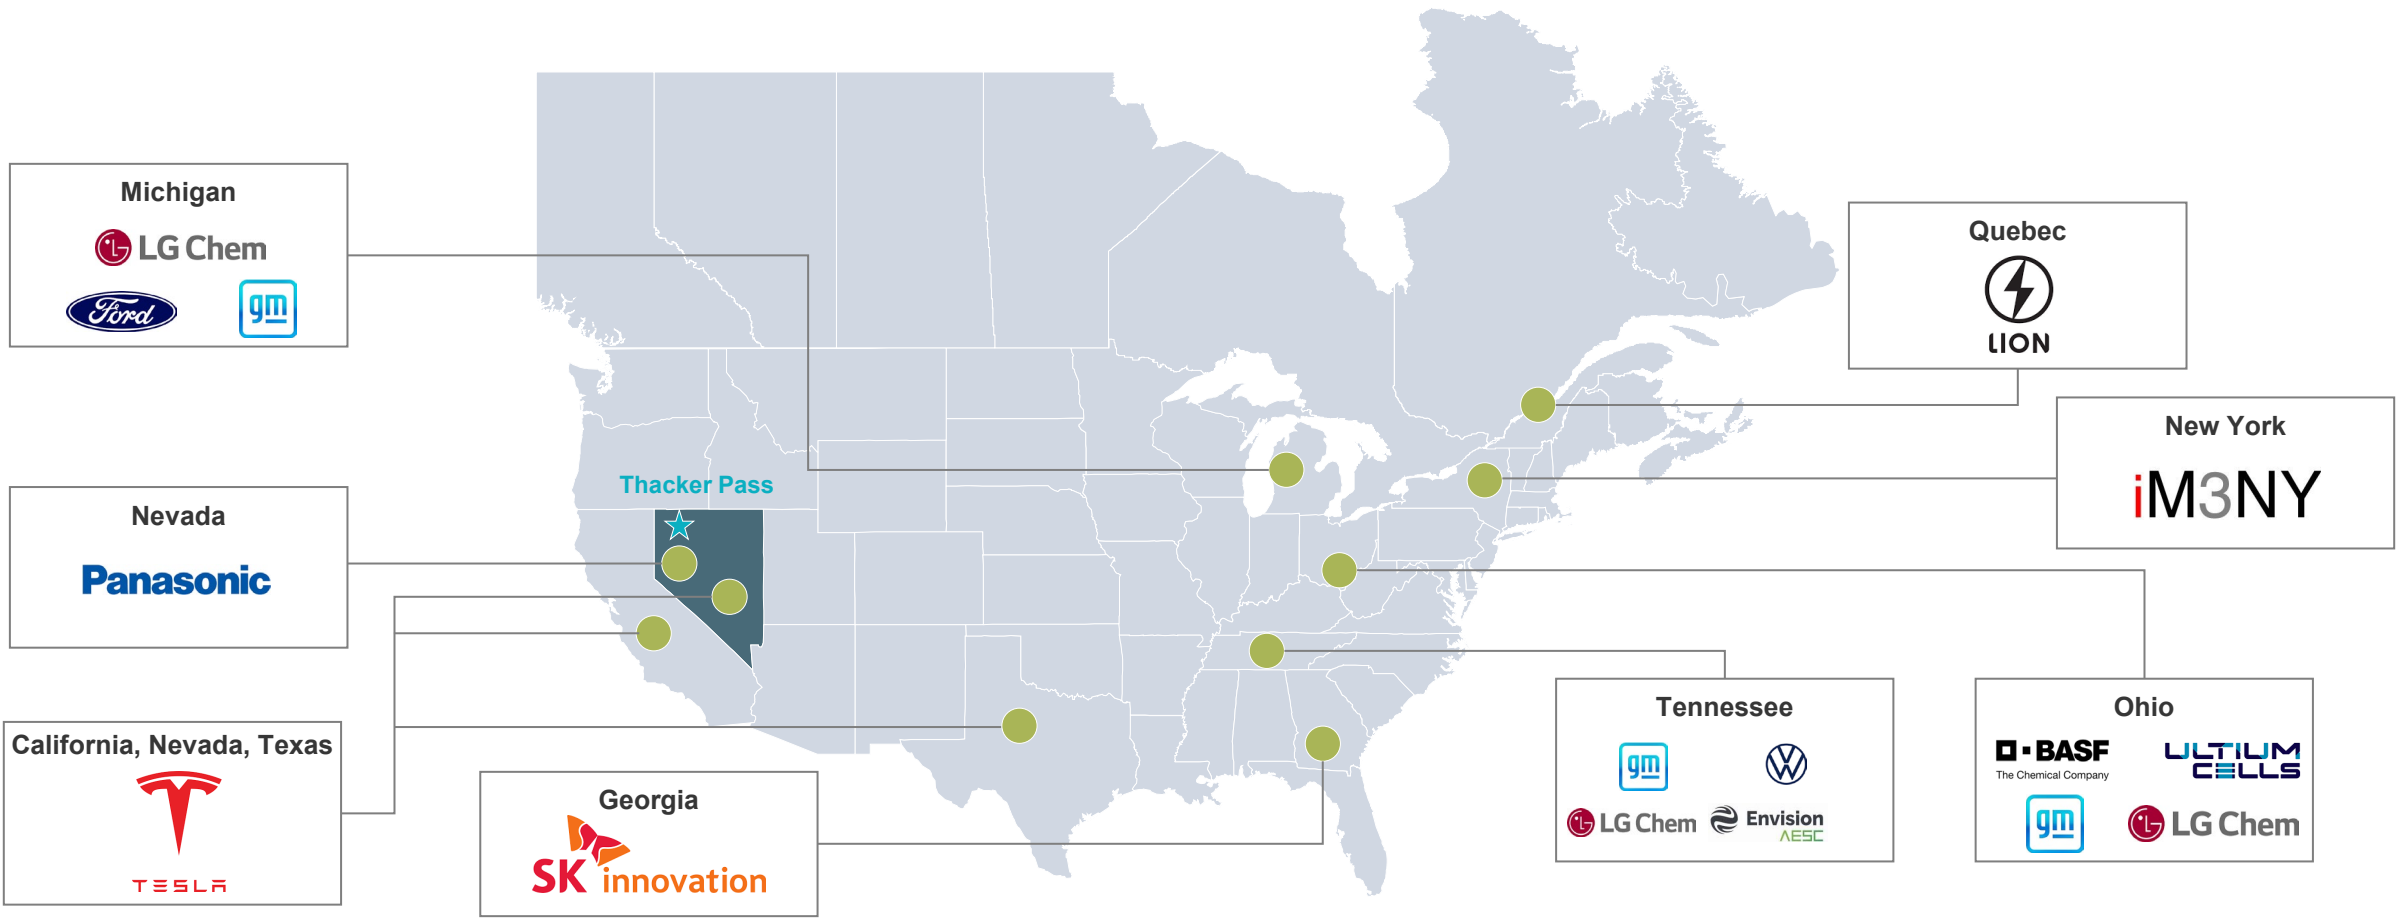 Michigan
LG Chem
Ford
gm
Nevada
Panasonic
California, Nevada, Texas
TESLA
Georgia
SK innovation
Thacker Pass
Quebec
LION
New York
iM3NY
Tennessee
gm
VW
LG Chem
Envision
AESC
Ohio
BASF
The Chemical Company
ULTIUM
CELLS
gm
LG Chem